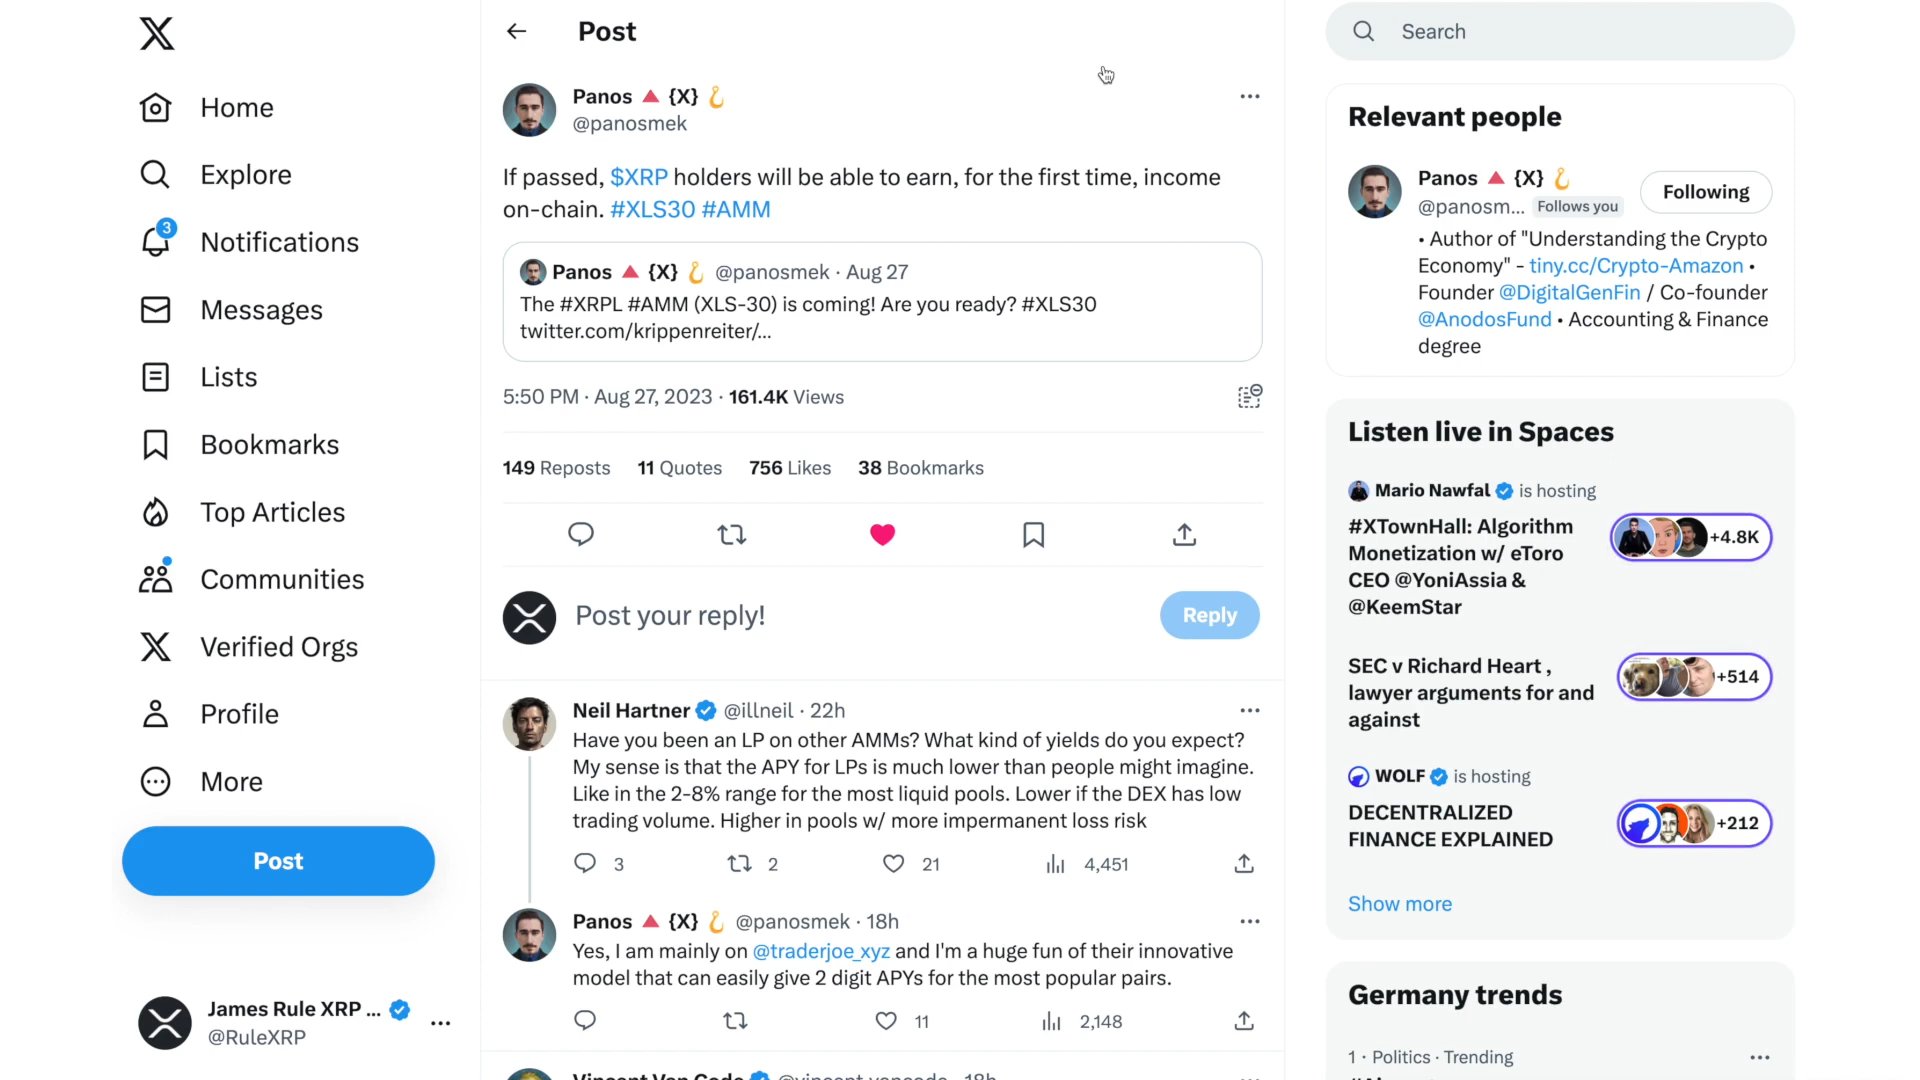 Home
Explore
3
Notifications
Messages
Lists
Bookmarks
Top Articles
Communities
Verified Orgs
Profile
More
Post
James Rule XRP ...
@RuleXRP
Post
Panos {X}
@panosmek
If passed, $XRP holders will be able to earn, for the first time, income
on-chain. #XLS30 #AMM
Panos {X} @panosmek · Aug 27
The #XRPL #AMM (XLS-30) is coming! Are you ready? #XLS30
twitter.com/krippenreiter/...
5:50 PM · Aug 27, 2023 · 161.4K Views
149 Reposts 11 Quotes 756 Likes 38 Bookmarks
Post your reply!
Reply
Neil Hartner @illneil · 22h
Have you been an LP on other AMMs? What kind of yields do you expect?
My sense is that the APY for LPs is much lower than people might imagine.
Like in the 2-8% range for the most liquid pools. Lower if the DEX has low
trading volume. Higher in pools w/ more impermanent loss risk
3 2 21 4,451
Panos {X} @panosmek · 18h
Yes, I am mainly on @traderjoe_xyz and I'm a huge fun of their innovative
model that can easily give 2 digit APYs for the most popular pairs.
11 2,148
Vincent Van Code @vincent_vancode · 18h
Search
Relevant people
Panos {X}
@panosm... Follows you
Following
• Author of "Understanding the Crypto
Economy" - tiny.cc/Crypto-Amazon •
Founder @DigitalGenFin / Co-founder
@AnodosFund • Accounting & Finance
degree
Listen live in Spaces
Mario Nawfal is hosting
#XTownHall: Algorithm
Monetization w/ eToro
CEO @YoniAssia &
@KeemStar
+4.8K
SEC v Richard Heart ,
lawyer arguments for and
against
+514
WOLF is hosting
DECENTRALIZED
FINANCE EXPLAINED
+212
Show more
Germany trends
1 · Politics · Trending